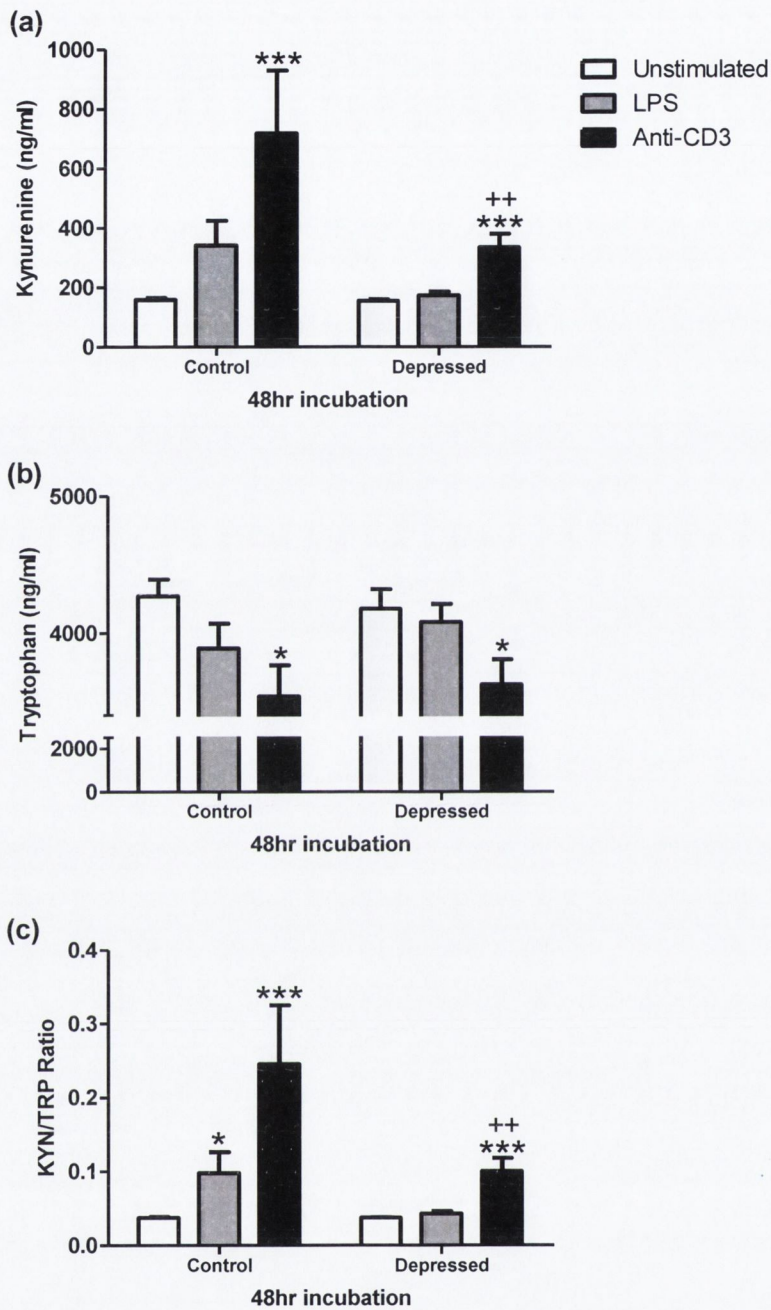 (a)
1000
800
600
400
200
0
Kynurenine (ng/ml)
***
++
***
Control
Depressed
48hr incubation
Unstimulated
LPS
Anti-CD3
(b)
5000
4000
2000
0
Tryptophan (ng/ml)
*
*
Control
Depressed
48hr incubation
(c)
0.4
0.3
0.2
0.1
0.0
KYN/TRP Ratio
*
***
++
***
Control
Depressed
48hr incubation